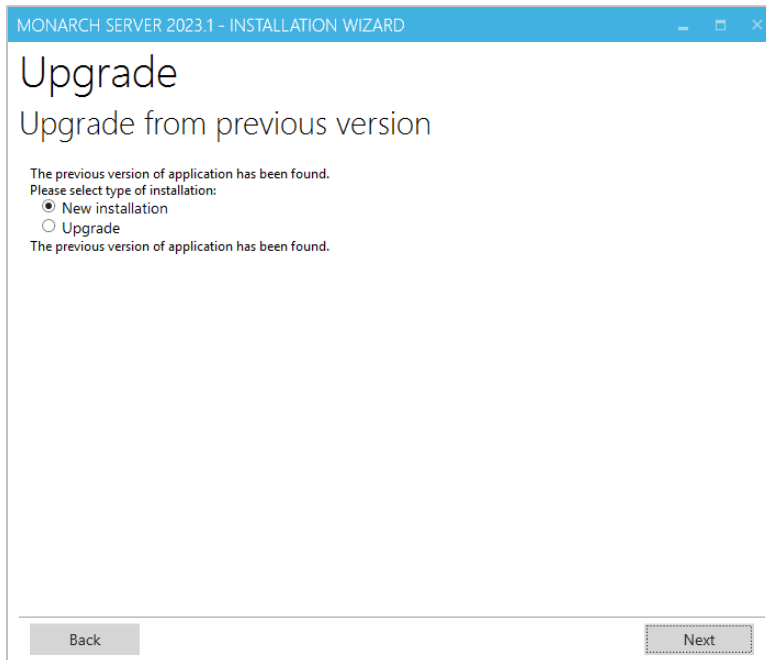 MONARCH SERVER 2023.1 - INSTALLATION WIZARD
Upgrade
Upgrade from previous version
The previous version of application has been found.
Please select type of installation:
New installation
Upgrade
The previous version of application has been found.
Back
Next